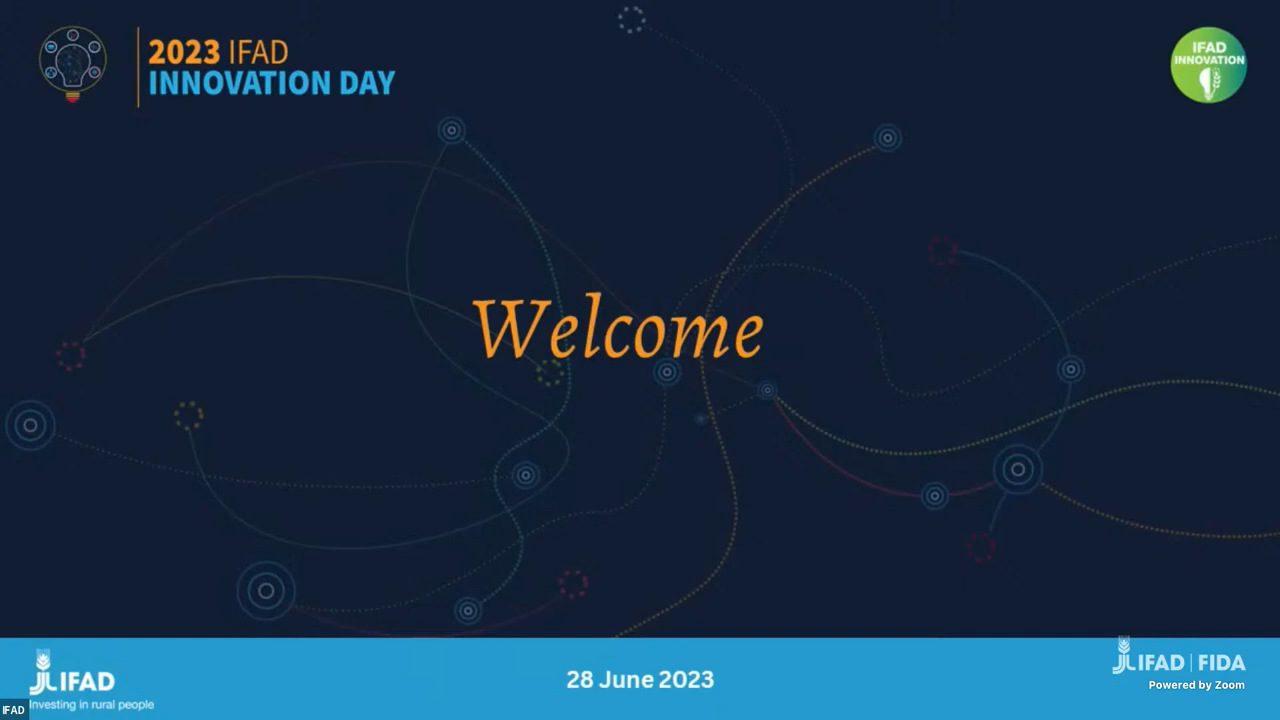 2023 IFAD
INNOVATION DAY
IFAD
INNOVATION
Welcome
IFAD
Investing in rural people
28 June 2023
IFAD | FIDA
Powered by Zoom
IFAD